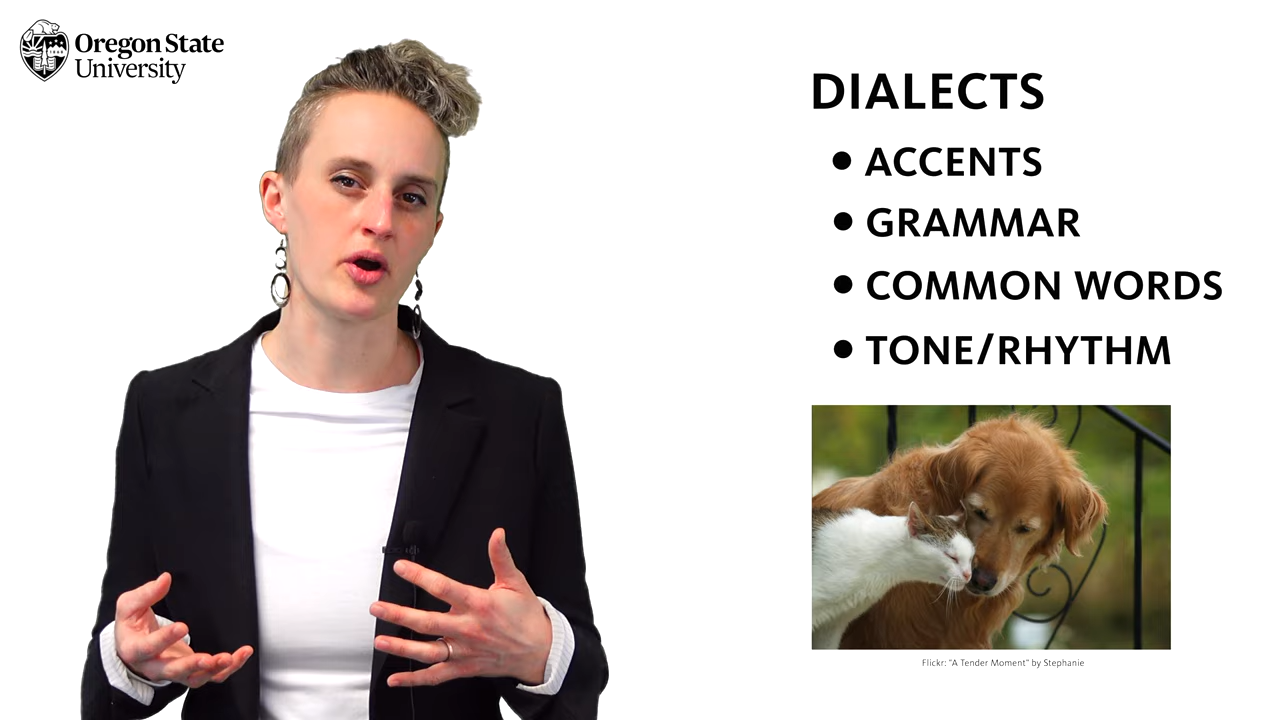 Oregon State
University
DIALECTS
• ACCENTS
• GRAMMAR
• COMMON WORDS
• TONE/RHYTHM
Flickr: "A Tender Moment" by Stephanie